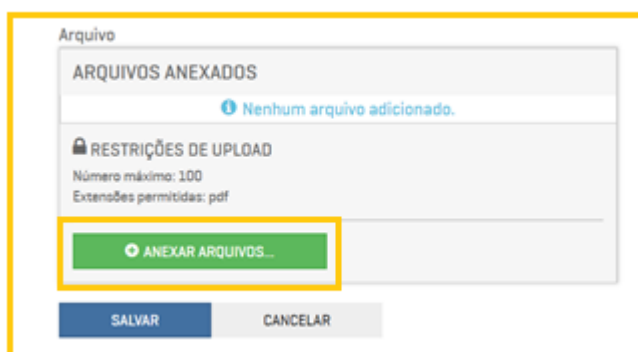 Arquivo
ARQUIVOS ANEXADOS
Nenhum arquivo adicionado.
RESTRIÇÕES DE UPLOAD
Número máximo: 100
Extensões permitidas: pdf
ANEXAR ARQUIVOS...
SALVAR CANCELAR